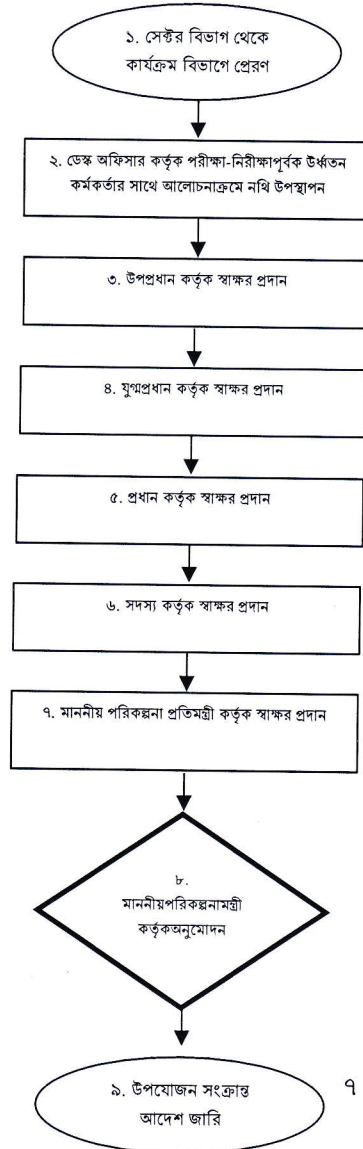 ১. সেক্টর বিভাগ থেকে
কার্যক্রম বিভাগে প্রেরণ
২. ডেস্ক অফিসার কর্তৃক পরীক্ষা-নিরীক্ষাপূর্বক উর্ধ্বতন
কর্মকর্তার সাথে আলোচনাক্রমে নথি উপস্থাপন
৩. উপপ্রধান কর্তৃক স্বাক্ষর প্রদান
৪. যুগ্মপ্রধান কর্তৃক স্বাক্ষর প্রদান
৫. প্রধান কর্তৃক স্বাক্ষর প্রদান
৬. সদস্য কর্তৃক স্বাক্ষর প্রদান
৭. মাননীয় পরিকল্পনা প্রতিমন্ত্রী কর্তৃক স্বাক্ষর প্রদান
৮.
মাননীয়পরিকল্পনামন্ত্রী
কর্তৃকঅনুমোদন
৯. উপযোজন সংক্রান্ত
আদেশ জারি
৭